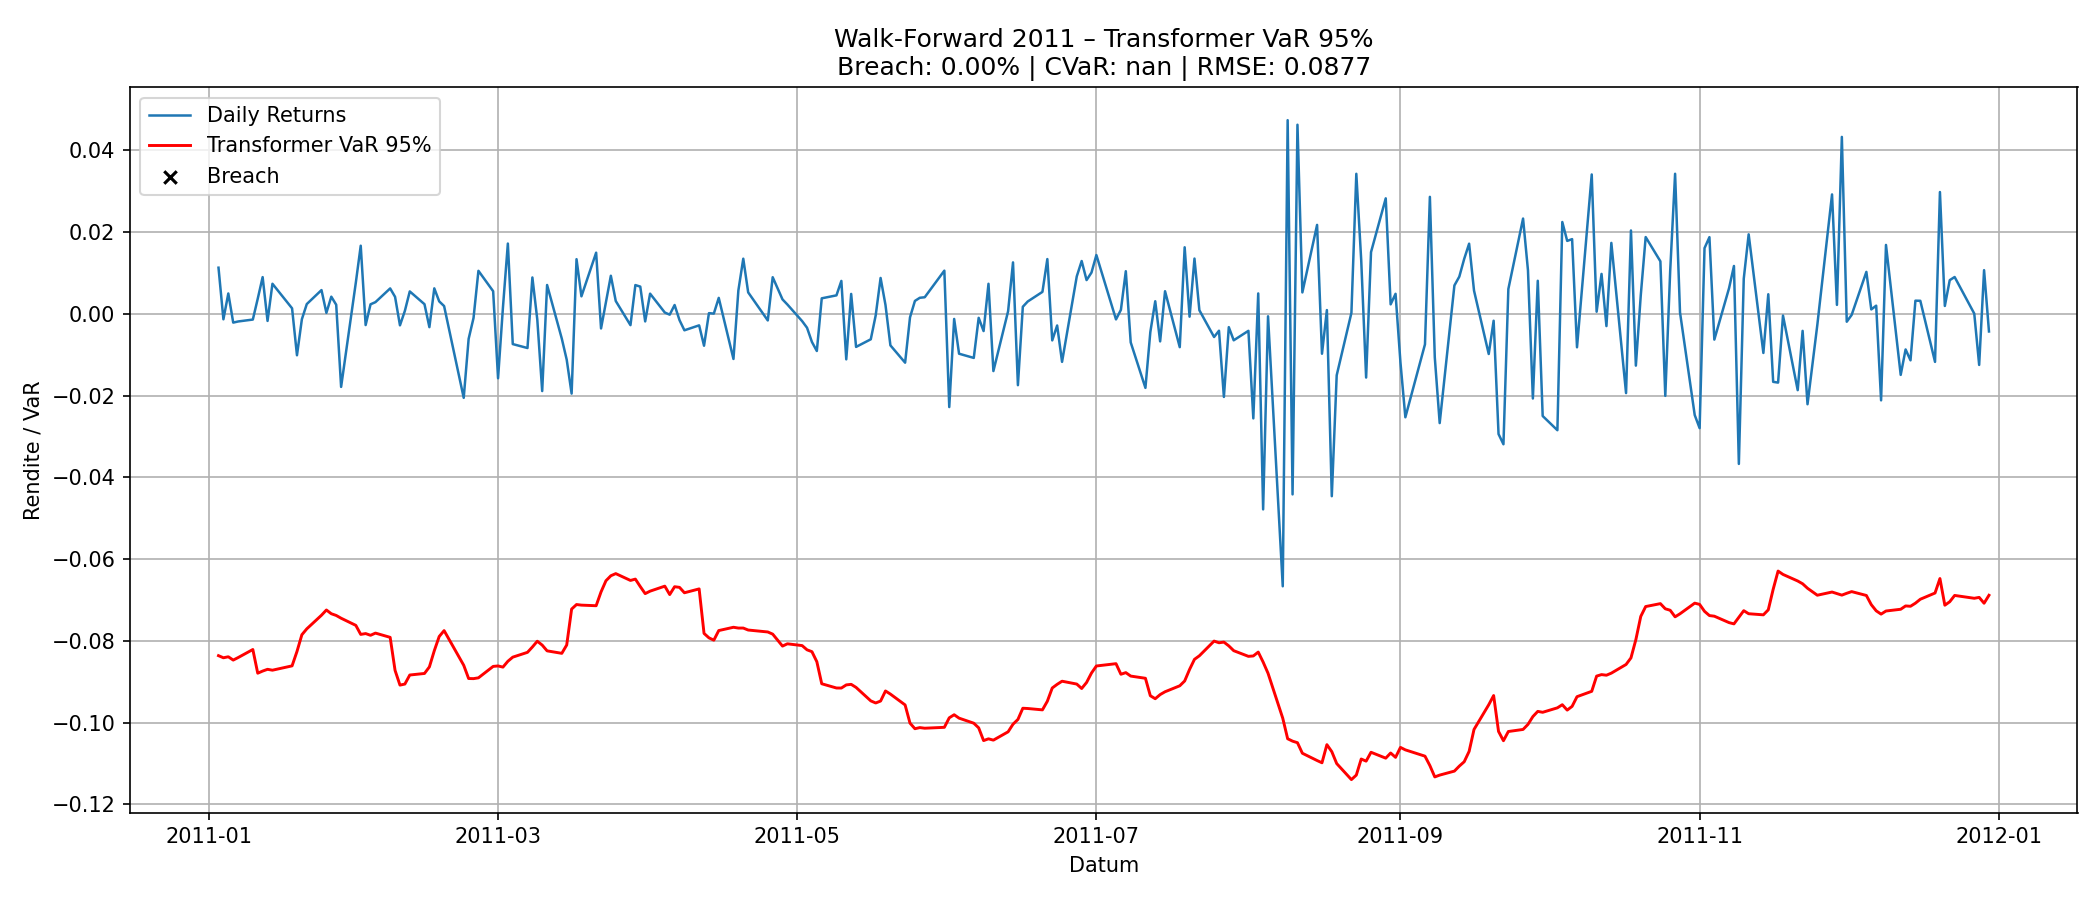 Walk-Forward 2011 – Transformer VaR 95%
Breach: 0.00% | CVaR: nan | RMSE: 0.0877
Daily Returns
Transformer VaR 95%
Breach
0.04
0.02
0.00
−0.02
−0.04
−0.06
−0.08
−0.10
−0.12
Rendite / VaR
2011-01
2011-03
2011-05
2011-07
2011-09
2011-11
2012-01
Datum